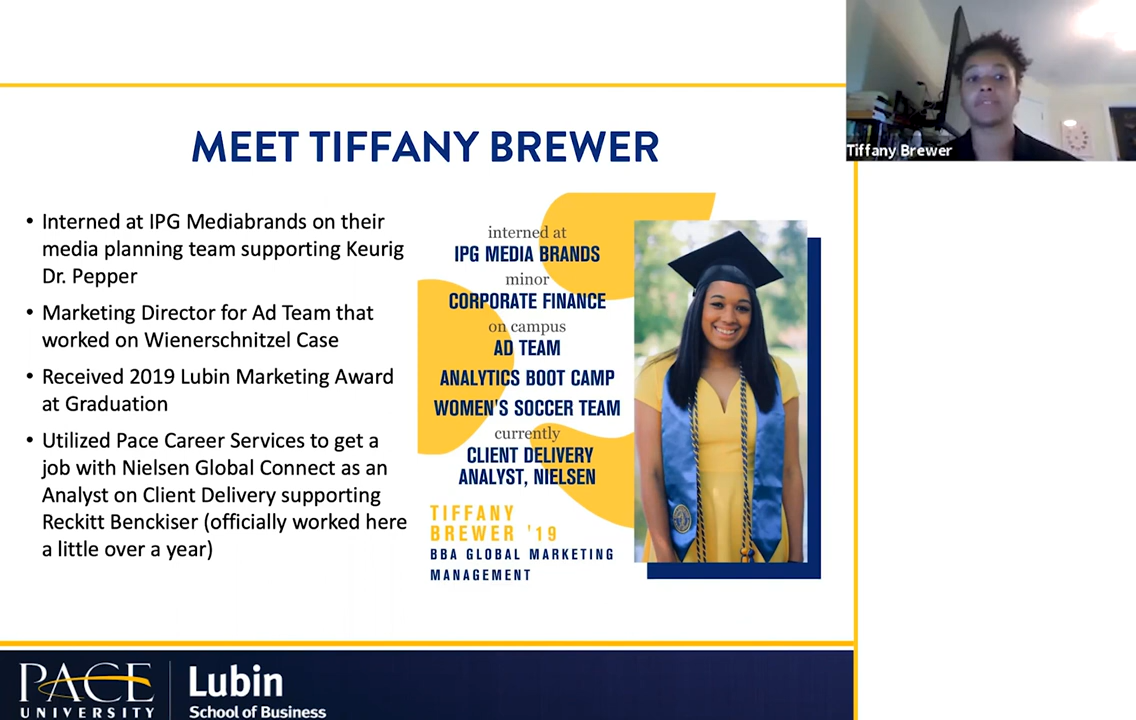 Tiffany Brewer
MEET TIFFANY BREWER
• Interned at IPG Mediabrands on their
media planning team supporting Keurig
Dr. Pepper
• Marketing Director for Ad Team that
worked on Wienerschnitzel Case
• Received 2019 Lubin Marketing Award
at Graduation
• Utilized Pace Career Services to get a
job with Nielsen Global Connect as an
Analyst on Client Delivery supporting
Reckitt Benckiser (officially worked here
a little over a year)
interned at
IPG MEDIA BRANDS
minor
CORPORATE FINANCE
on campus
AD TEAM
ANALYTICS BOOT CAMP
WOMEN'S SOCCER TEAM
currently
CLIENT DELIVERY
ANALYST, NIELSEN
TIFFANY
BREWER '19
BBA GLOBAL MARKETING
MANAGEMENT
PACE
UNIVERSITY
Lubin
School of Business